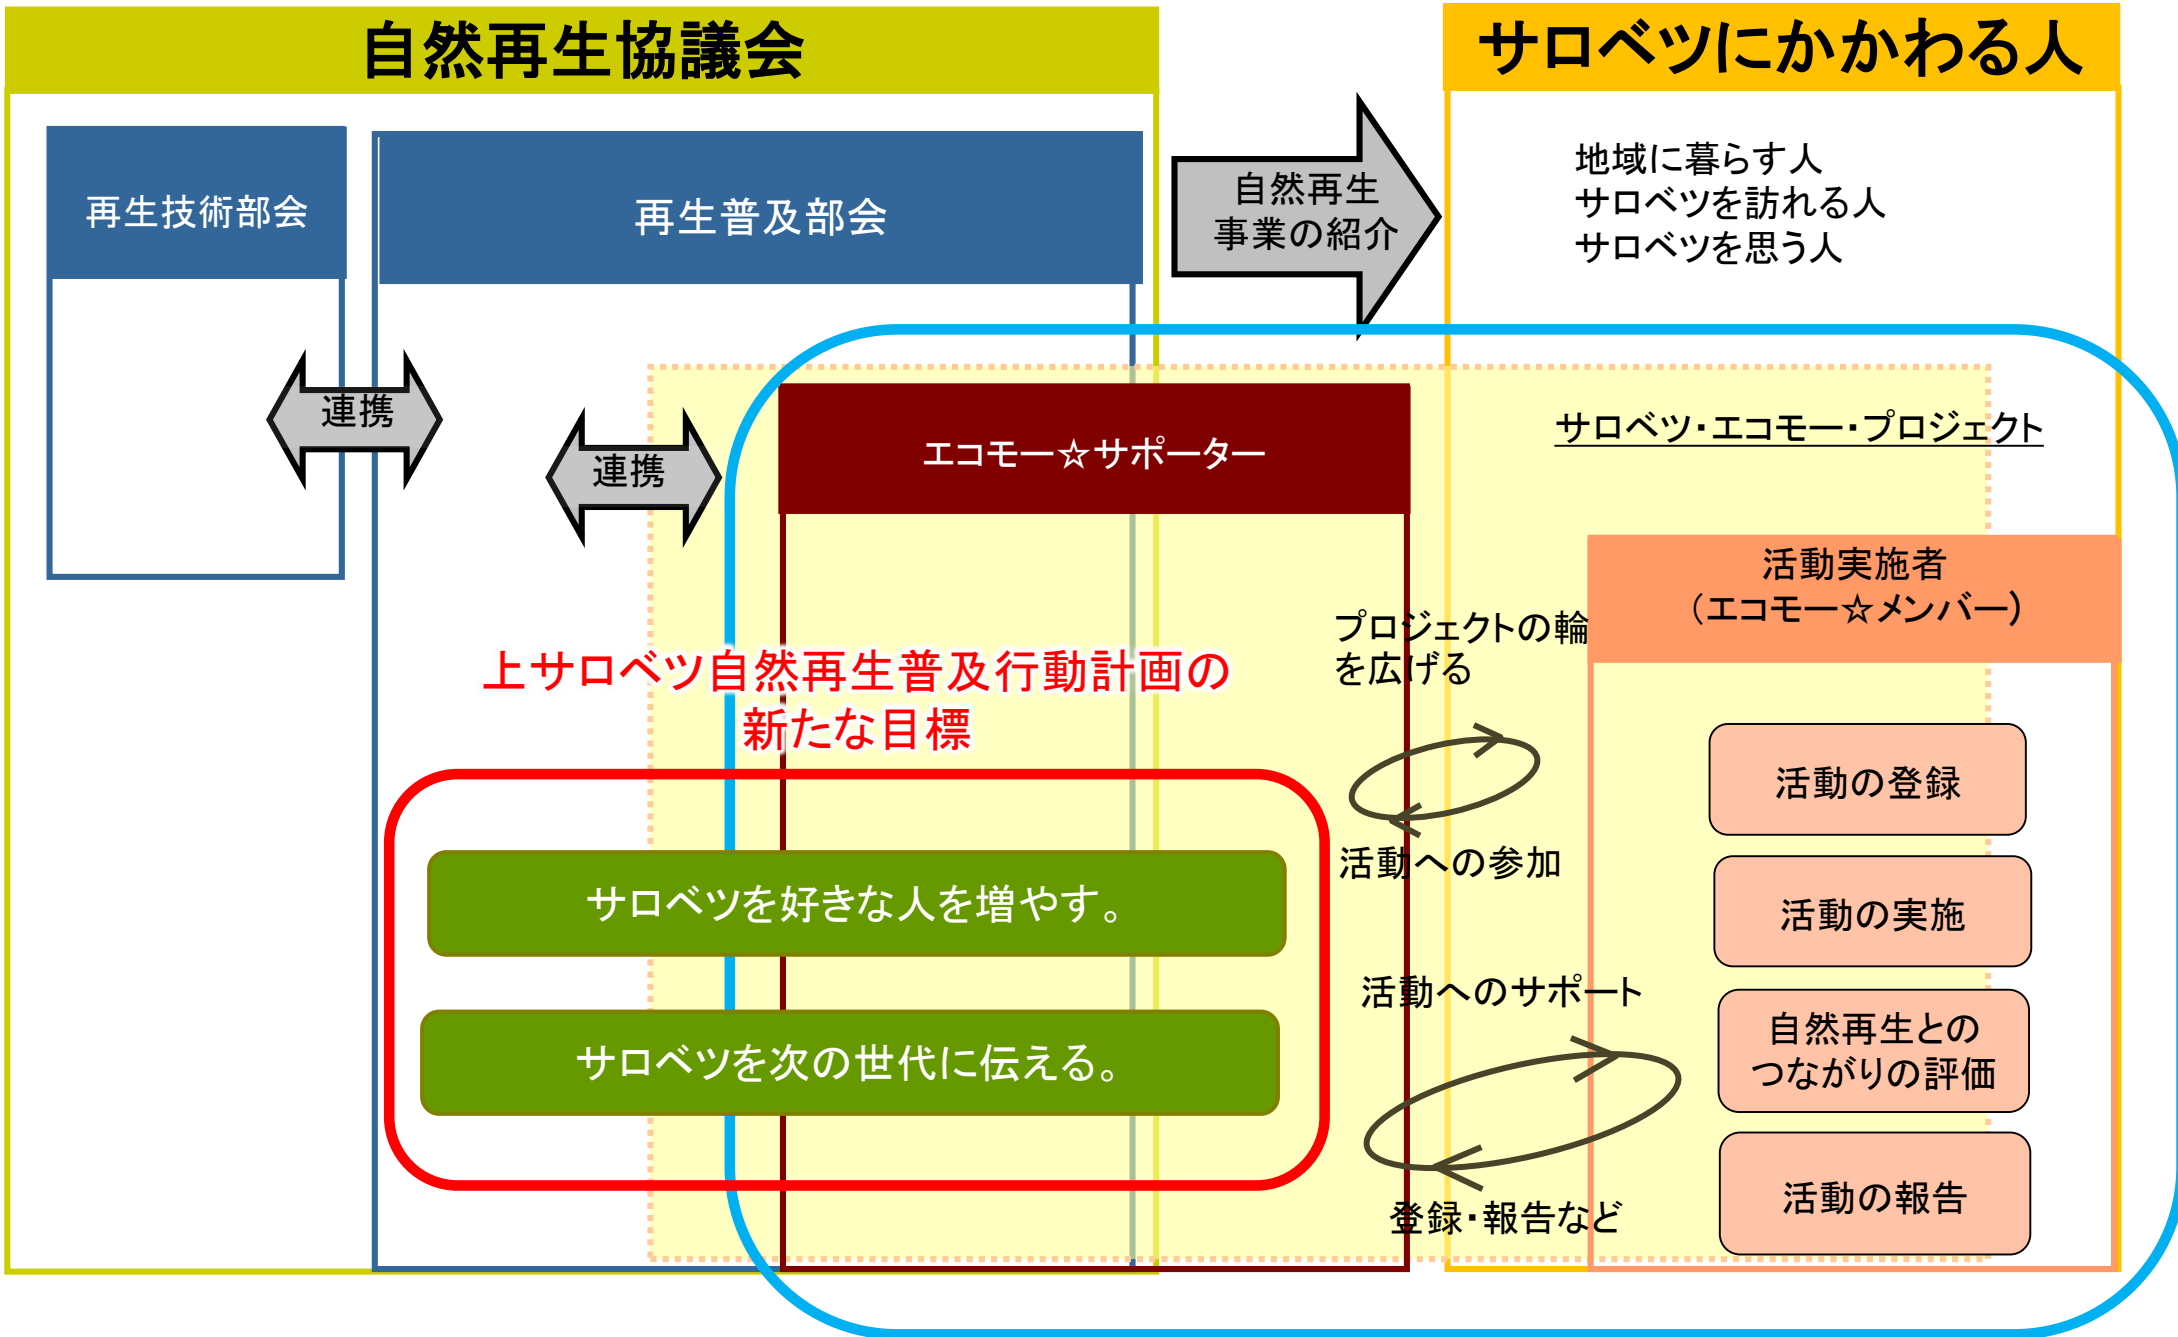 自然再生協議会
サロベツにかかわる人
再生技術部会
再生普及部会
自然再生
事業の紹介
地域に暮らす人
サロベツを訪れる人
サロベツを思う人
連携
連携
エコモー☆サポーター
サロベツ・エコモー・プロジェクト
活動実施者
（エコモー☆メンバー）
プロジェクトの輪
を広げる
上サロベツ自然再生普及行動計画の
新たな目標
活動への参加
サロベツを好きな人を増やす。
サロベツを次の世代に伝える。
活動へのサポート
登録・報告など
活動の登録
活動の実施
自然再生との
つながりの評価
活動の報告